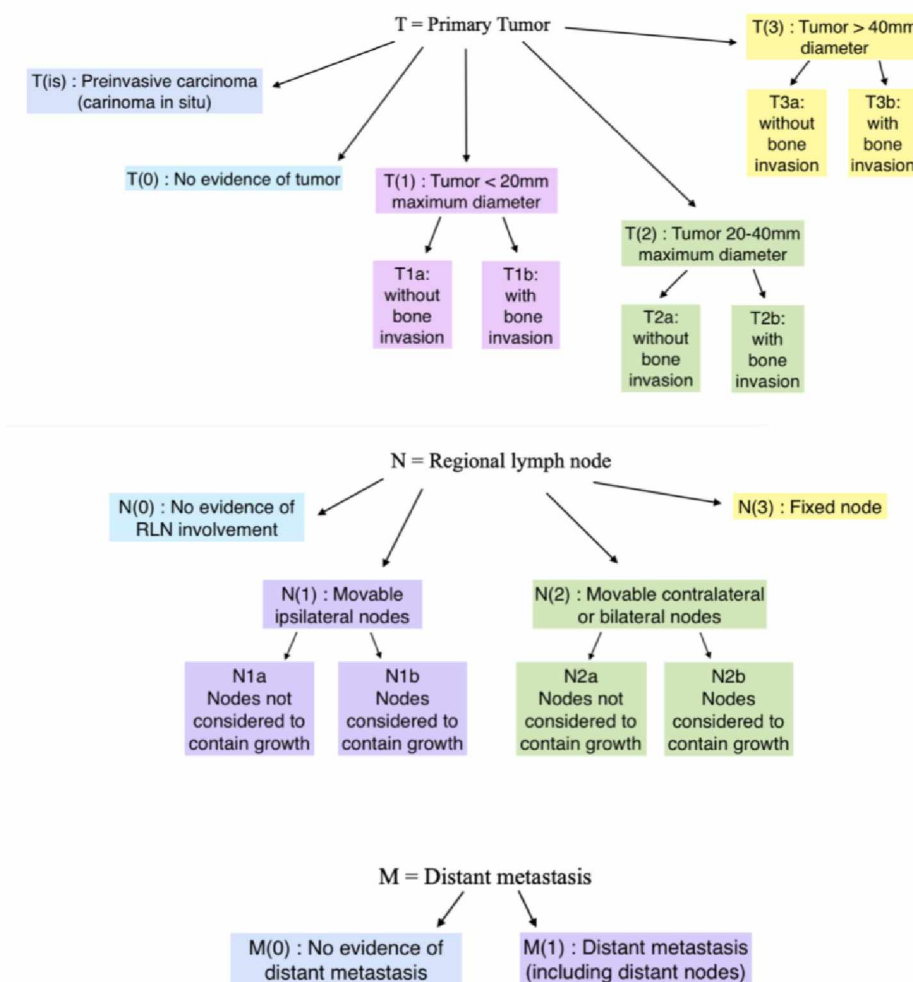 T = Primary Tumor
T(3) : Tumor > 40mm
diameter
T(is) : Preinvasive carcinoma
(carinoma in situ)
T3a:
without
bone
invasion
T3b:
with
bone
invasion
T(0) : No evidence of tumor
T(1) : Tumor < 20mm
maximum diameter
T(2) : Tumor 20-40mm
maximum diameter
T1a:
without
bone
invasion
T1b:
with
bone
invasion
T2a:
without
bone
invasion
T2b:
with
bone
invasion
N = Regional lymph node
N(0) : No evidence of
RLN involvement
N(3) : Fixed node
N(1) : Movable
ipsilateral nodes
N(2) : Movable contralateral
or bilateral nodes
N1a
Nodes not
considered to
contain growth
N1b
Nodes
considered to
contain growth
N2a
Nodes not
considered to
contain growth
N2b
Nodes
considered to
contain growth
M = Distant metastasis
M(0) : No evidence of
distant metastasis
M(1) : Distant metastasis
(including distant nodes)